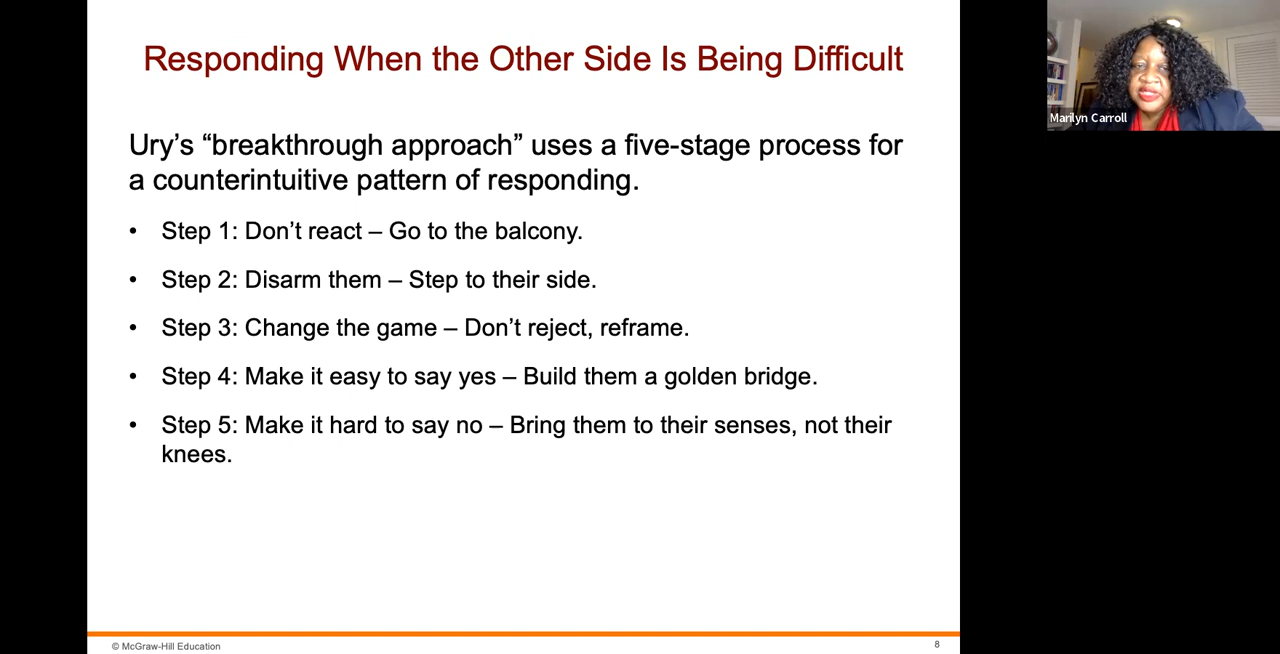 Responding When the Other Side Is Being Difficult
Marilyn Carroll
Ury’s “breakthrough approach” uses a five-stage process for
a counterintuitive pattern of responding.
• Step 1: Don’t react – Go to the balcony.
• Step 2: Disarm them – Step to their side.
• Step 3: Change the game – Don’t reject, reframe.
• Step 4: Make it easy to say yes – Build them a golden bridge.
• Step 5: Make it hard to say no – Bring them to their senses, not their
knees.
© McGraw-Hill Education
8